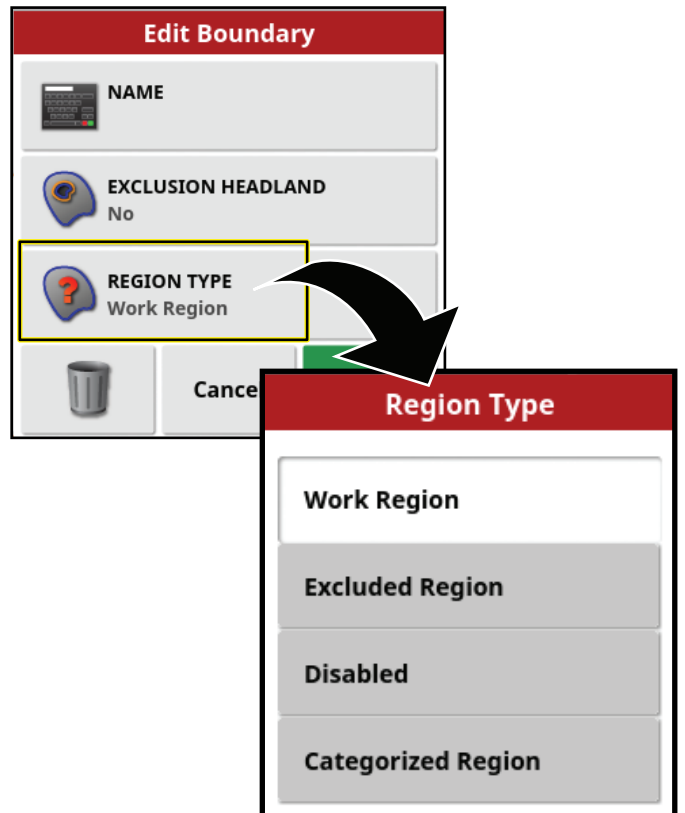 Edit Boundary
NAME
EXCLUSION HEADLAND
No
REGION TYPE
Work Region
Cance
Region Type
Work Region
Excluded Region
Disabled
Categorized Region